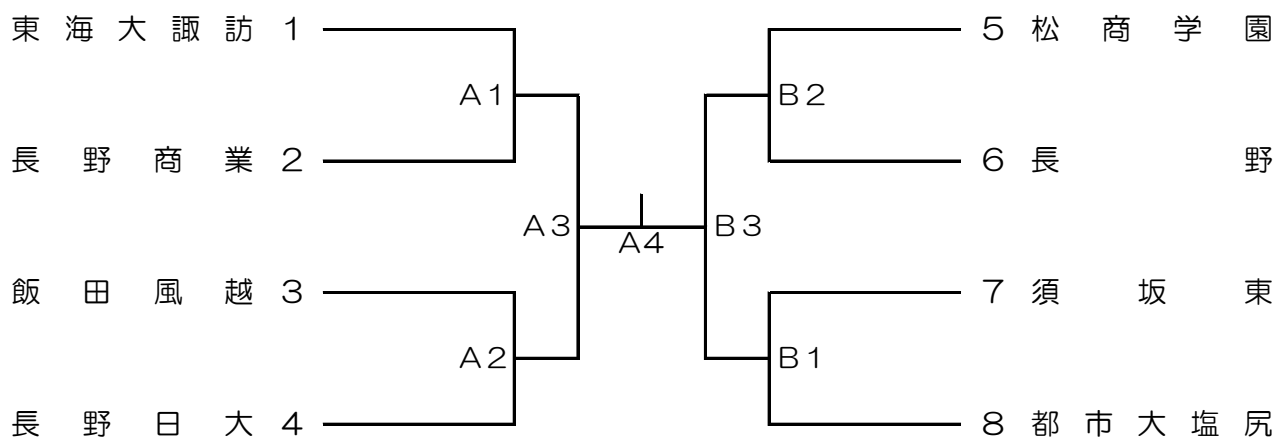 東海大諏訪 1
5 松商学園
A1
B2
長野商業 2
6 長野
A3
B3
A4
飯田風越 3
7 須坂東
A2
B1
長野日大 4
8 都市大塩尻